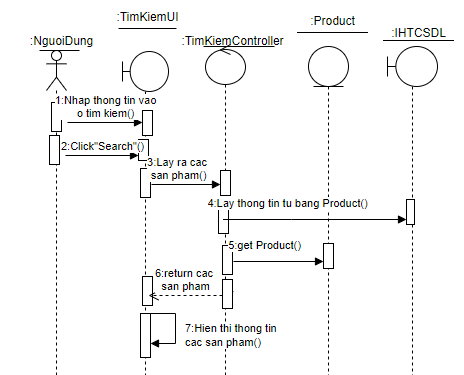 :NguoiDung
:TimKiemUI
:TimKiemController
:Product
:IHTCSDL
1:Nhap thong tin vao
o tim kiem()
2:Click"Search"()
3:Lay ra cac
san pham()
4:Lay thong tin tu bang Product()
5:get Product()
6:return cac
san pham
7:Hien thi thong tin
cac san pham()